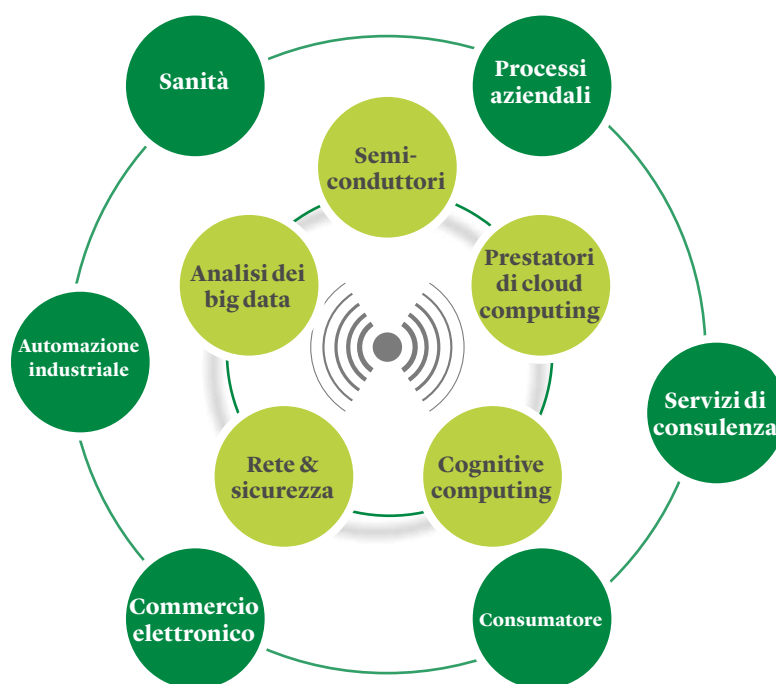 Sanità
Processi
aziendali
Semi-
conduttori
Analisi dei
big data
Prestatori
di cloud
computing
Automazione
industriale
Servizi di
consulenza
Rete &
sicurezza
Cognitive
computing
Commercio
elettronico
Consumatore